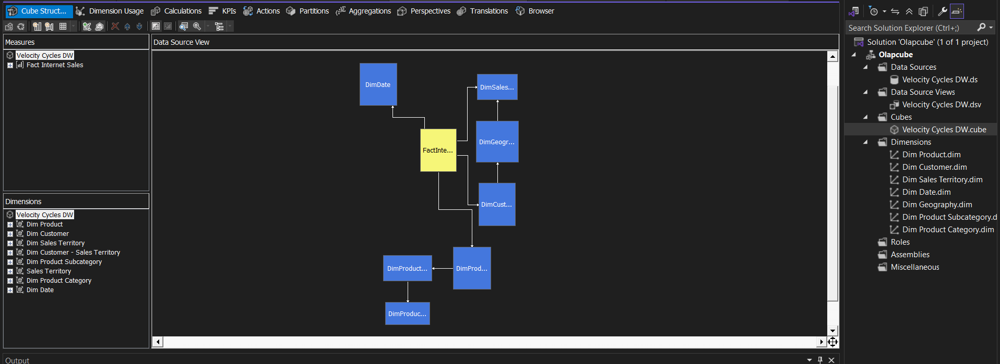 Cube Struct... Dimension Usage Calculations KPIs Actions Partitions Aggregations Perspectives Translations Browser
Measures
Velocity Cycles DW
Fact Internet Sales
Dimensions
Velocity Cycles DW
Dim Product
Dim Customer
Dim Sales Territory
Dim Customer - Sales Territory
Dim Product Subcategory
Sales Territory
Dim Product Category
Dim Date
Data Source View
DimDate
DimSales...
DimGeogr...
FactInte...
DimCust...
DimProduct...
DimProd...
DimProduc...
Output
Search Solution Explorer (Ctrl+;)
Solution 'Olapcube' (1 of 1 project)
Olapcube
Data Sources
Velocity Cycles DW.ds
Data Source Views
Velocity Cycles DW.dsv
Cubes
Velocity Cycles DW.cube
Dimensions
Dim Product.dim
Dim Customer.dim
Dim Sales Territory.dim
Dim Date.dim
Dim Geography.dim
Dim Product Subcategory.d
Dim Product Category.dim
Roles
Assemblies
Miscellaneous